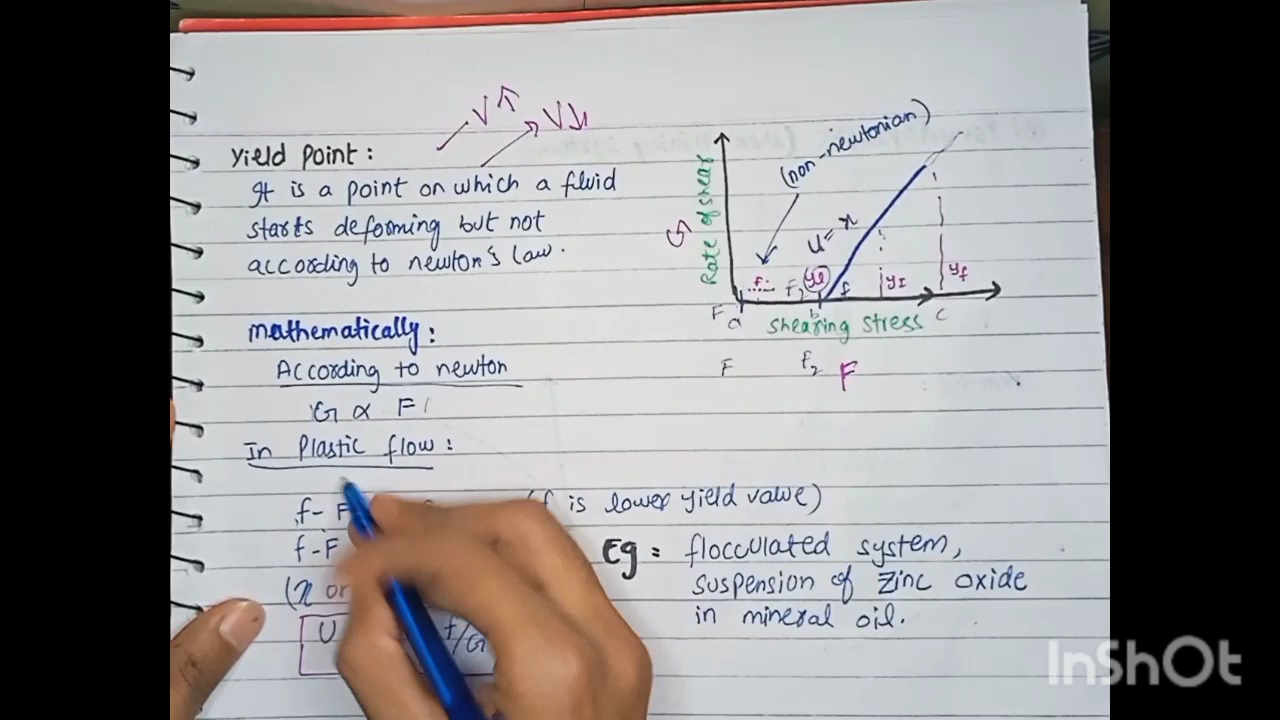 V↑ V↓
Yield point:
It is a point on which a fluid
starts deforming but not
according to newton's law.
Mathematically:
According to newton
G ∝ F
In Plastic flow:
f - F
(f is lower yield value)
f-F
(η or
U
f/G
Eg = flocculated system,
suspension of Zinc oxide
in mineral oil.
(non-newtonian)
Rate of shear
G
U = η
F
a
b
f
yI
yf
c
Shearing stress
F
f₂
F
InShOt